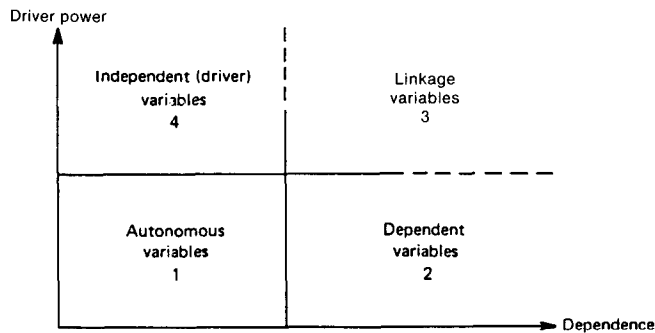 Driver power
Independent (driver)
variables
4
Linkage
variables
3
Autonomous
variables
1
Dependent
variables
2
Dependence